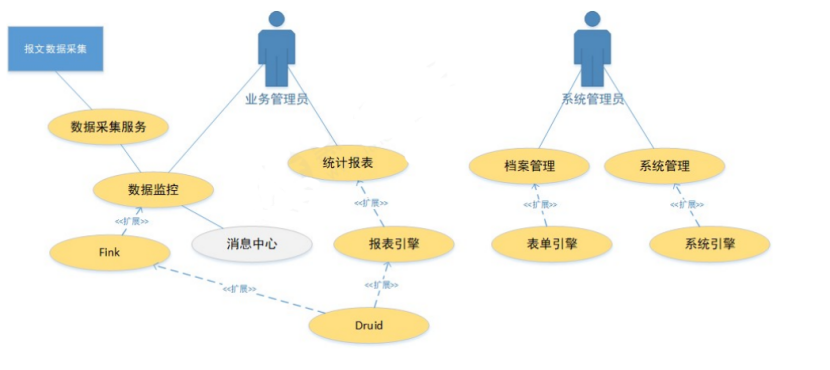 报文数据采集
业务管理员
系统管理员
数据采集服务
统计报表
档案管理
系统管理
数据监控
<<扩展>>
<<扩展>>
<<扩展>>
<<扩展>>
Fink
消息中心
报表引擎
表单引擎
系统引擎
<<扩展>>
<<扩展>>
Druid